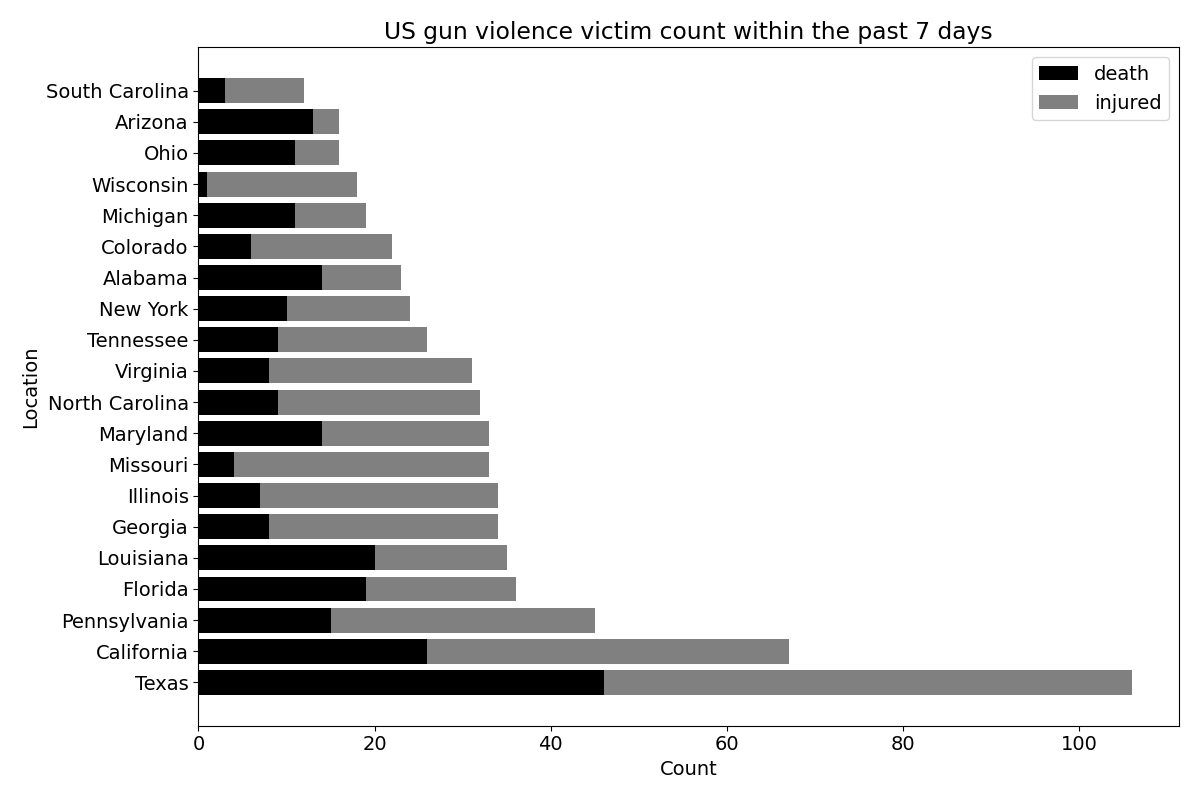 US gun violence victim count within the past 7 days
death
injured
South Carolina
Arizona
Ohio
Wisconsin
Michigan
Colorado
Alabama
New York
Tennessee
Virginia
North Carolina
Maryland
Missouri
Illinois
Georgia
Louisiana
Florida
Pennsylvania
California
Texas
Location
0 20 40 60 80 100
Count